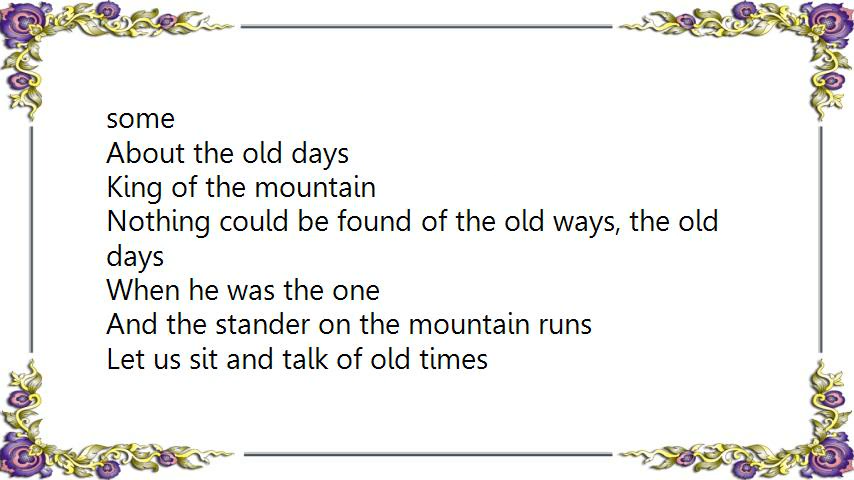 some
About the old days
King of the mountain
Nothing could be found of the old ways, the old
days
When he was the one
And the stander on the mountain runs
Let us sit and talk of old times